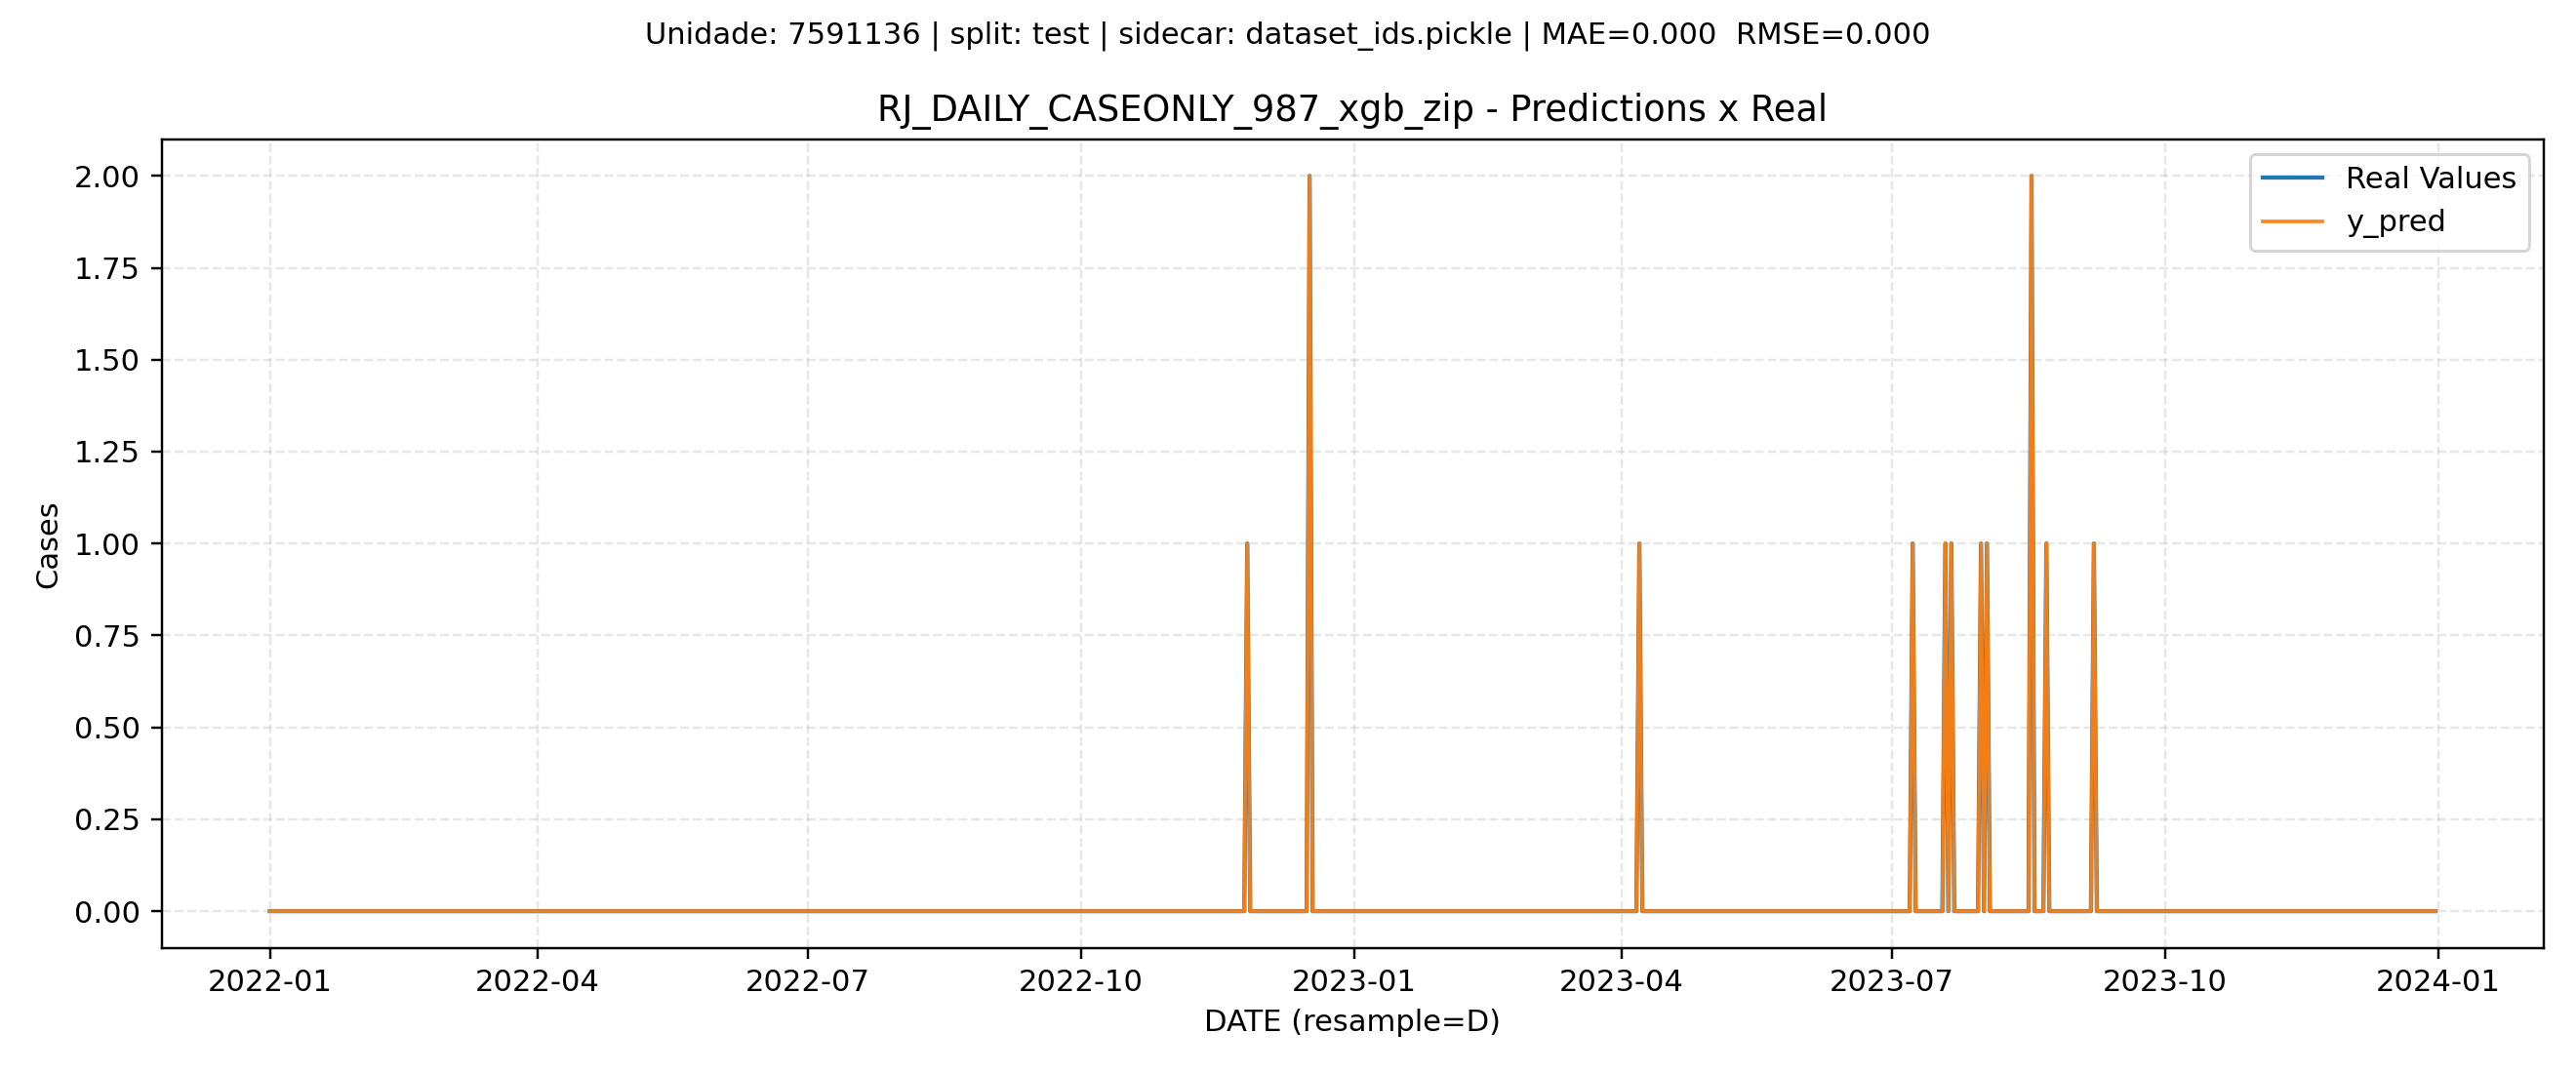 Unidade: 7591136 | split: test | sidecar: dataset_ids.pickle | MAE=0.000  RMSE=0.000
RJ_DAILY_CASEONLY_987_xgb_zip - Predictions x Real
Real Values
y_pred
2.00
1.75
1.50
1.25
1.00
0.75
0.50
0.25
0.00
Cases
2022-01 2022-04 2022-07 2022-10 2023-01 2023-04 2023-07 2023-10 2024-01
DATE (resample=D)